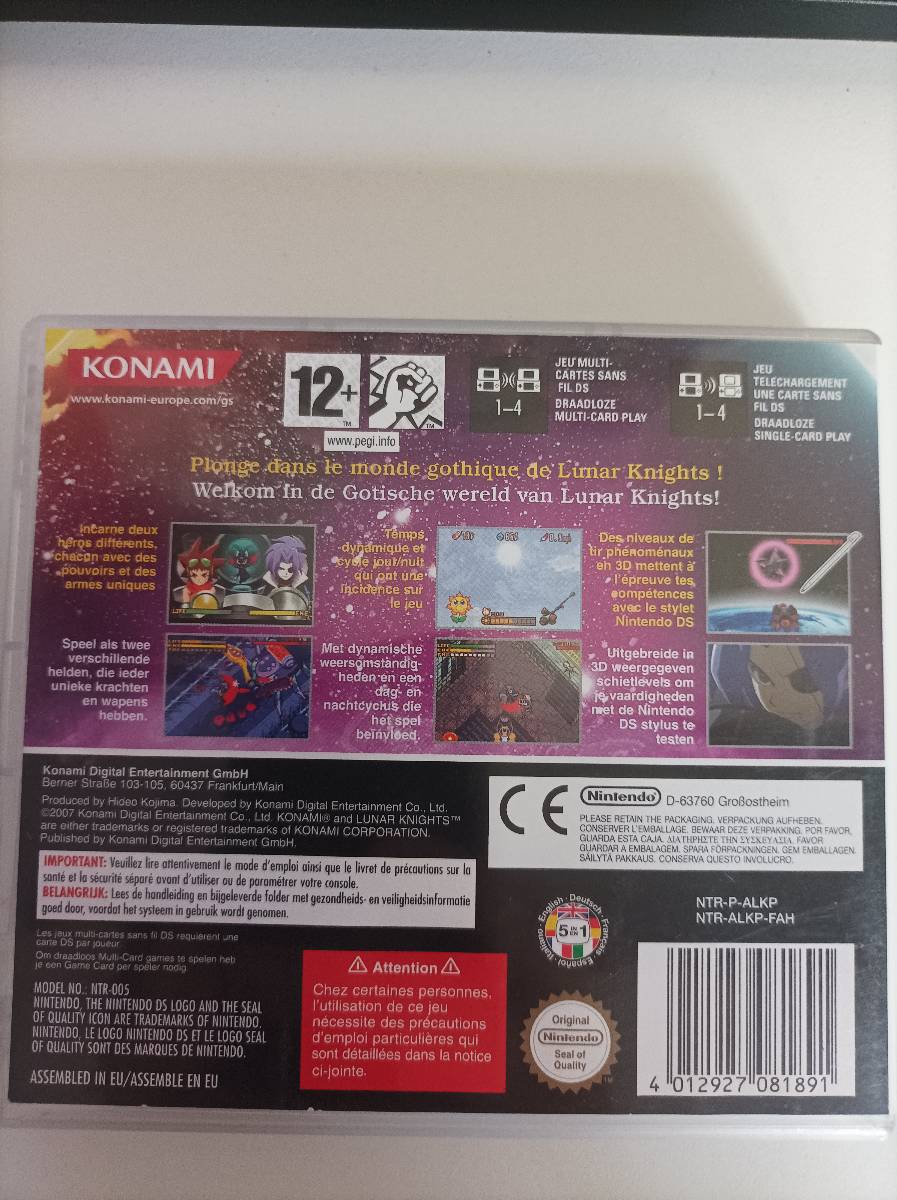 KONAMI
www.konami-europe.com/gs
12+
TM
TM
www.pegi.info
1-4
JEU MULTI-
CARTES SANS
FIL DS
DRAADLOZE
MULTI-CARD PLAY
1-4
JEU
TELECHARGEMENT
UNE CARTE SANS
FIL DS
DRAADLOZE
SINGLE-CARD PLAY
Plonge dans le monde gothique de Lunar Knights !
Welkom in de Gotische wereld van Lunar Knights!
Incarne deux
héros différents,
chacun avec des
pouvoirs et des
armes uniques
Temps
dynamique et
cycle jour/nuit
qui ont une
incidence sur
le jeu
Des niveaux de
tir phénoménaux
en 3D mettent à
l'épreuve tes
compétences
avec le stylet
Nintendo DS
Speel als twee
verschillende
helden, die ieder
unieke krachten
en wapens
hebben.
Met dynamische
weersomstandig-
heden en een
dag- en
nachtcyclus die
het spel
beïnvloed.
Uitgebreide in
3D weergegeven
schietlevels om
je vaardigheden
met de Nintendo
DS stylus te
testen
Konami Digital Entertainment GmbH
Berner Straße 103-105, 60437 Frankfurt/Main
Produced by Hideo Kojima. Developed by Konami Digital Entertainment Co., Ltd.
©2007 Konami Digital Entertainment Co., Ltd. KONAMI® and LUNAR KNIGHTS™
are either trademarks or registered trademarks of KONAMI CORPORATION.
Published by Konami Digital Entertainment GmbH.
IMPORTANT: Veuillez lire attentivement le mode d'emploi ainsi que le livret de précautions sur la
santé et la sécurité séparé avant d'utiliser ou de paramétrer votre console.
BELANGRIJK: Lees de handleiding en bijgeleverde folder met gezondheids- en veiligheidsinformatie
goed door, voordat het systeem in gebruik wordt genomen.
Les jeux multi-cartes sans fil DS requierent une
carte DS par joueur.
Om draadloos Multi-Card games te spelen heb
je een Game Card per speler nodig.
MODEL NO.: NTR-005
NINTENDO, THE NINTENDO DS LOGO AND THE SEAL
OF QUALITY ICON ARE TRADEMARKS OF NINTENDO.
NINTENDO, LE LOGO NINTENDO DS ET LE LOGO SEAL
OF QUALITY SONT DES MARQUES DE NINTENDO.
ASSEMBLED IN EU/ASSEMBLE EN EU
Attention
Chez certaines personnes,
l'utilisation de ce jeu
nécessite des précautions
d'emploi particulières qui
sont détaillées dans la notice
ci-jointe.
CE
Nintendo® D-63760 Großostheim
PLEASE RETAIN THE PACKAGING. VERPACKUNG AUFHEBEN.
CONSERVER L'EMBALLAGE. BEWAAR DEZE VERPAKKING. POR FAVOR,
GUARDA ESTA CAJA. ΔΙΑΤΗΡΗΣΤΕ ΤΗΝ ΣΥΣΚΕΥΑΣΙΑ. FAVOR
GUARDAR A EMBALAGEM. SPARA FÖRPACKNINGEN. GEM EMBALLAGEN.
SÄILYTÄ PAKKAUS. CONSERVA QUESTO INVOLUCRO.
English · Deutsch · Français · Español · Italiano
5 IN EN 1
NTR-P-ALKP
NTR-ALKP-FAH
Original
Nintendo
Seal of
Quality
TM
4 012927 081891